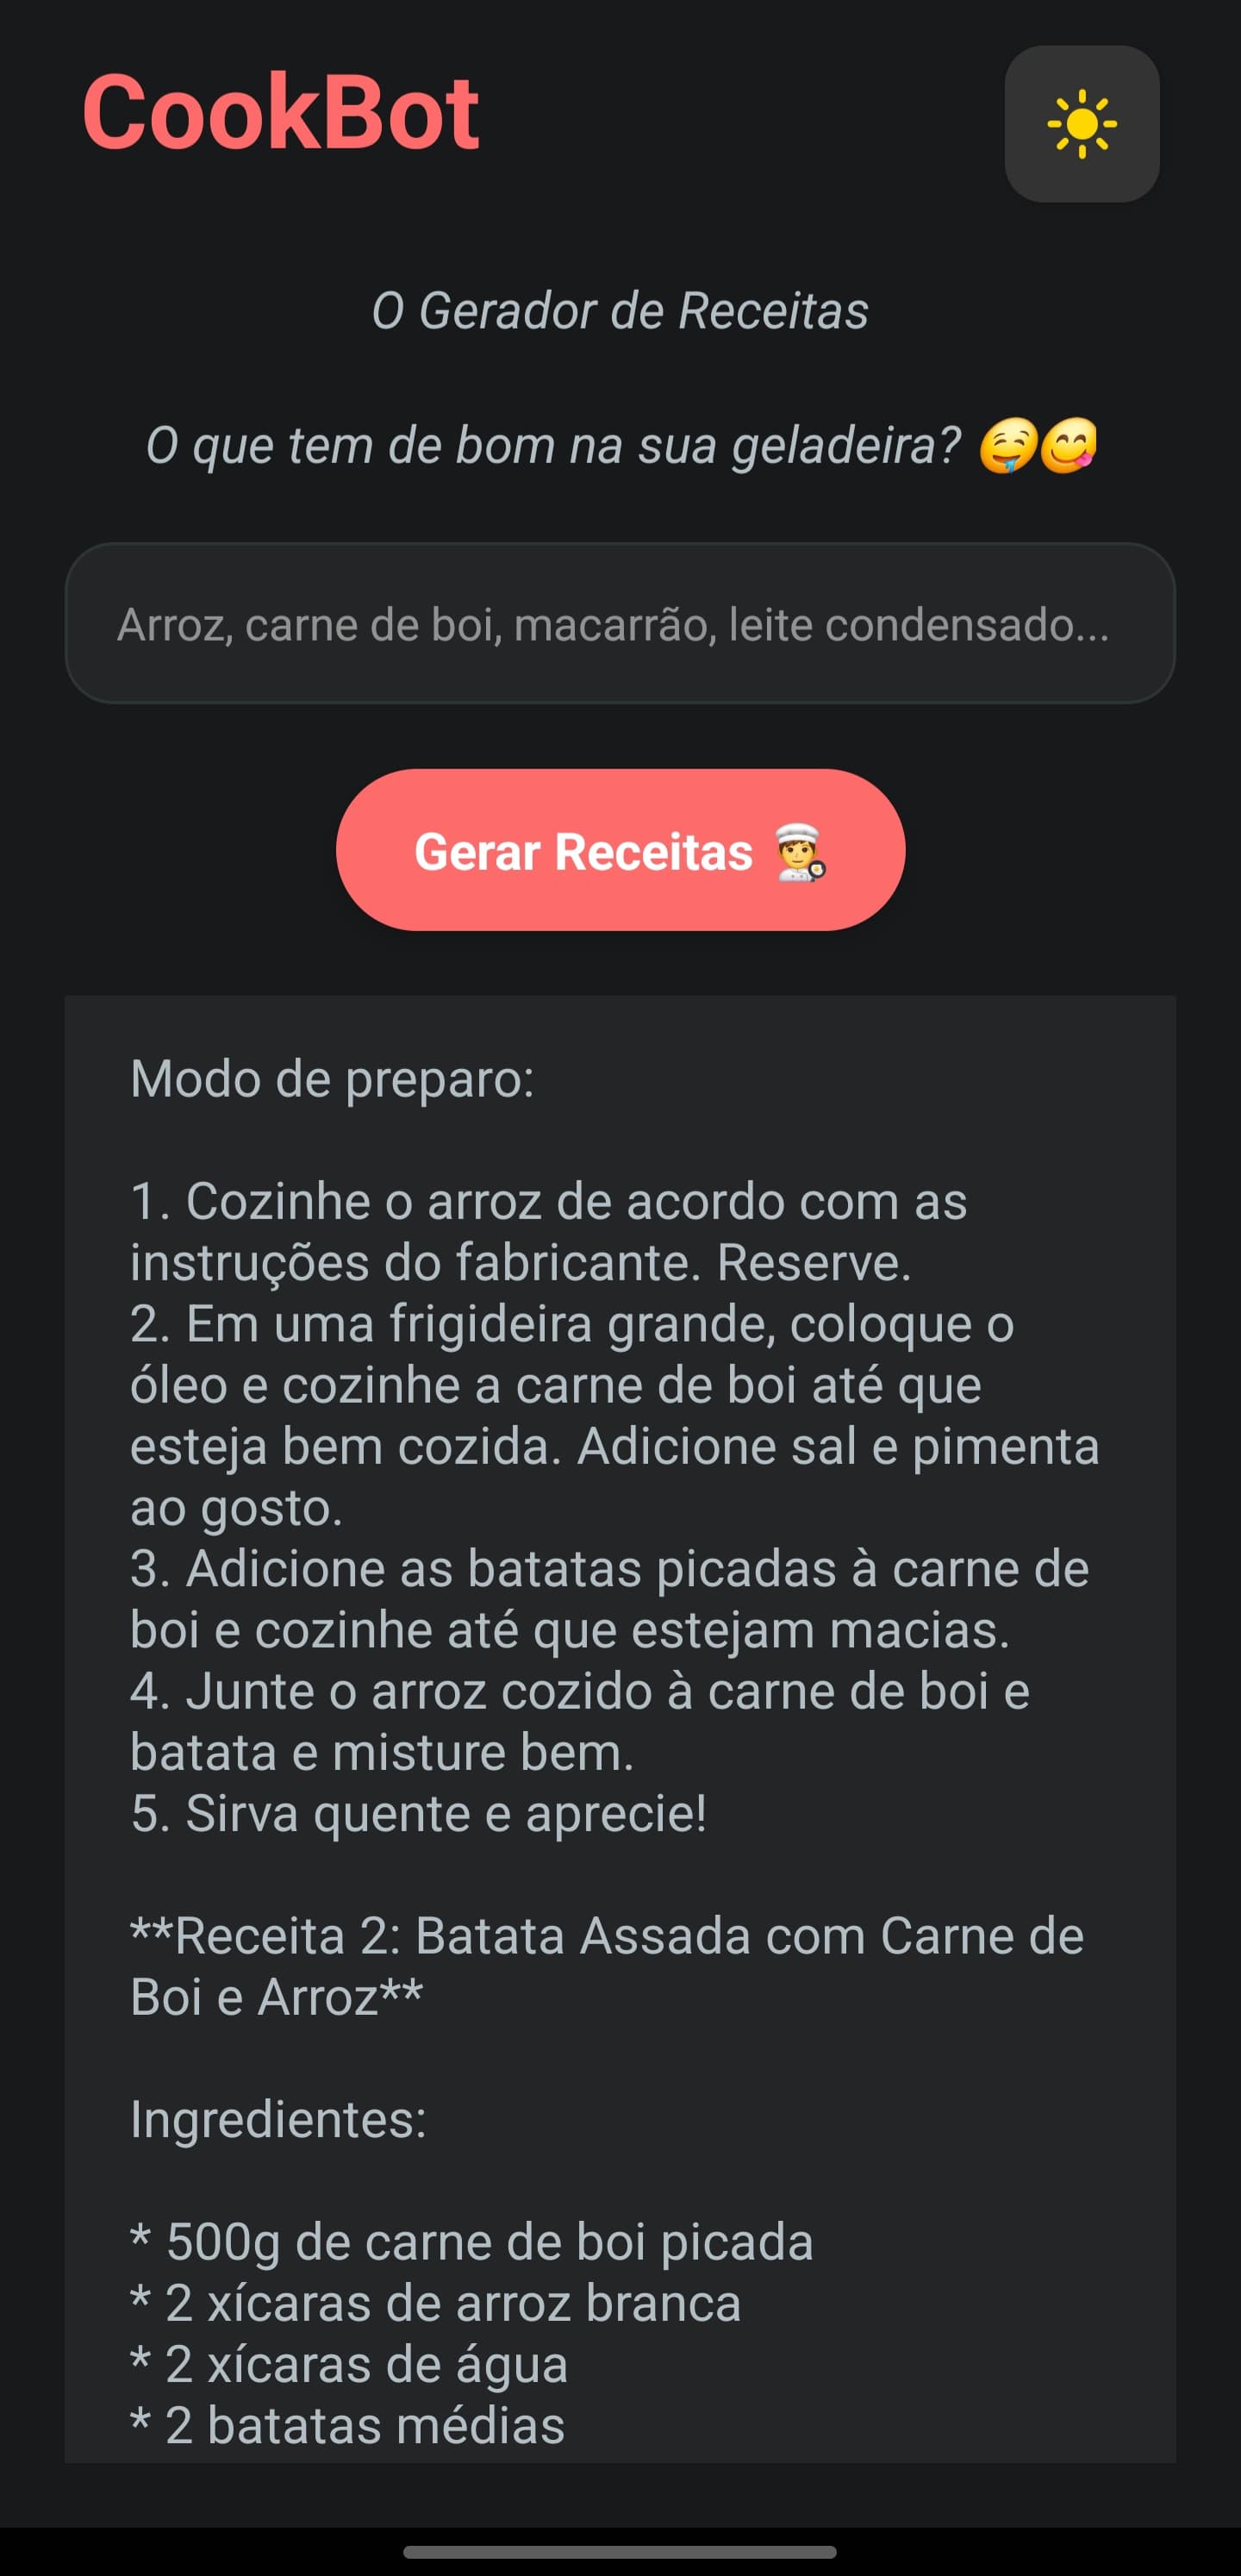 CookBot
O Gerador de Receitas
O que tem de bom na sua geladeira? 🤤😋
Arroz, carne de boi, macarrão, leite condensado...
Gerar Receitas 👨‍🍳
Modo de preparo:
1. Cozinhe o arroz de acordo com as
instruções do fabricante. Reserve.
2. Em uma frigideira grande, coloque o
óleo e cozinhe a carne de boi até que
esteja bem cozida. Adicione sal e pimenta
ao gosto.
3. Adicione as batatas picadas à carne de
boi e cozinhe até que estejam macias.
4. Junte o arroz cozido à carne de boi e
batata e misture bem.
5. Sirva quente e aprecie!
**Receita 2: Batata Assada com Carne de
Boi e Arroz**
Ingredientes:
* 500g de carne de boi picada
* 2 xícaras de arroz branca
* 2 xícaras de água
* 2 batatas médias